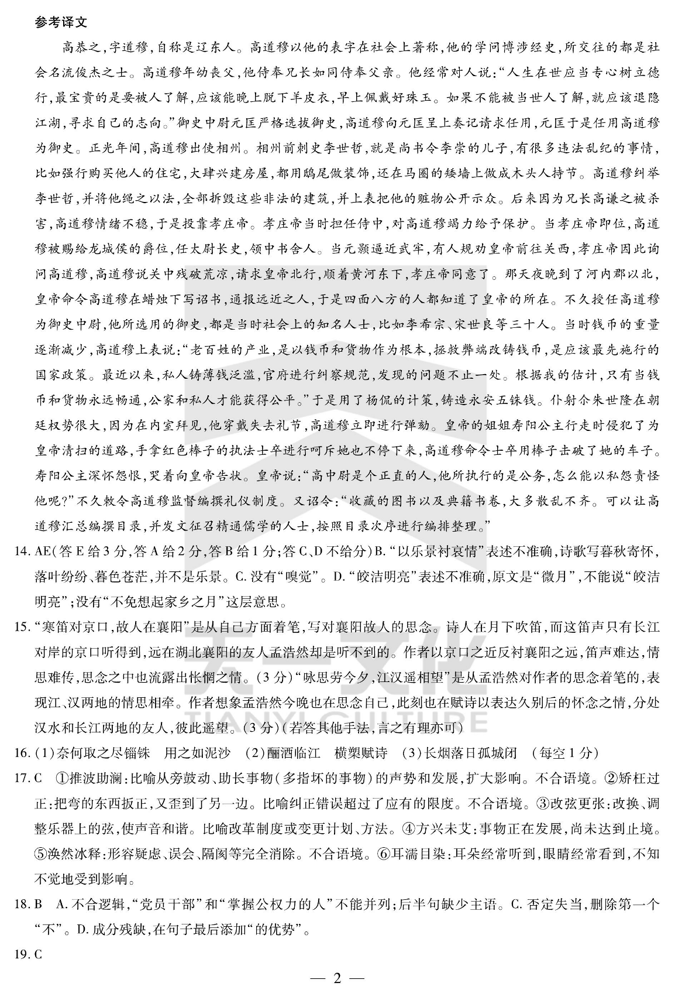 参考译文
高恭之,字道穆,自称是辽东人。高道穆以他的表字在社会上著称,他的学问博涉经史,所交往的都是社
会名流俊杰之士。高道穆年幼丧父,他侍奉兄长如同侍奉父亲。他经常对人说:“人生在世应当专心树立德
行,最宝贵的是要被人了解,应该能晚上脱下羊皮衣,早上佩戴好珠玉。如果不能被当世人了解,就应该退隐
江湖,寻求自己的志向。”御史中尉元匡严格选拔御史,高道穆向元匡呈上奏记请求任用,元匡于是任用高道穆
为御史。正光年间,高道穆出使相州。相州前刺史李世哲,就是尚书令李崇的儿子,有很多违法乱纪的事情,
比如强行购买他人的住宅,大肆兴建房屋,都用鸱尾做装饰,还在马圈的矮墙上做成木头人持节。高道穆纠举
李世哲,并将他绳之以法,全部拆毁这些非法的建筑,并上表把他的赃物公开示众。后来因为兄长高谦之被杀
害,高道穆情绪不稳,于是投靠孝庄帝。孝庄帝当时担任侍中,对高道穆竭力给予保护。当孝庄帝即位,高道
穆被赐给龙城侯的爵位,任太尉长史,领中书舍人。当元颢逼近武牢,有人规劝皇帝前往关西,孝庄帝因此询
问高道穆,高道穆说关中残破荒凉,请求皇帝北行,顺着黄河东下,孝庄帝同意了。那天夜晚到了河内郡以北,
皇帝命令高道穆在蜡烛下写诏书,通报远近之人,于是四面八方的人都知道了皇帝的所在。不久授任高道穆
为御史中尉,他所选用的御史,都是当时社会上的知名人士,比如李希宗、宋世良等三十人。当时钱币的重量
逐渐减少,高道穆上表说:“老百姓的产业,是以钱币和货物作为根本,拯救弊端改铸钱币,是应该最先施行的
国家政策。最近以来,私人铸薄钱泛滥,官府进行纠察规范,发现的问题不止一处。根据我的估计,只有当钱
币和货物永远畅通,公家和私人才能获得公平。”于是用了杨侃的计策,铸造永安五铢钱。仆射尒朱世隆在朝
廷权势很大,因为在内室拜见,他穿戴失去礼节,高道穆立即进行弹劾。皇帝的姐姐寿阳公主行走时侵犯了为
皇帝清扫的道路,手拿红色棒子的执法士卒进行呵斥她也不停下来,高道穆命令士卒用棒子击破了她的车子。
寿阳公主深怀怨恨,哭着向皇帝告状。皇帝说:“高中尉是个正直的人,他所执行的是公务,怎么能以私怨责怪
他呢?”不久敕令高道穆监督编撰礼仪制度。又诏令:“收藏的图书以及典籍书卷,大多散乱不齐。可以让高
道穆汇总编撰目录,并发文征召精通儒学的人士,按照目录次序进行编排整理。”
14. AE(答 E 给 3 分,答 A 给 2 分,答 B 给 1 分;答 C、D 不给分)B. “以乐景衬哀情”表述不准确,诗歌写暮秋寄怀,
落叶纷纷、暮色苍茫,并不是乐景。C. 没有“嗅觉”。D. “皎洁明亮”表述不准确,原文是“微月”,不能说“皎洁
明亮”;没有“不免想起家乡之月”这层意思。
15. “寒笛对京口,故人在襄阳”是从自己方面着笔,写对襄阳故人的思念。诗人在月下吹笛,而这笛声只有长江
对岸的京口听得到,远在湖北襄阳的友人孟浩然却是听不到的。作者以京口之近反衬襄阳之远,笛声难达,情
思难传,思念之中也流露出怅惘之情。(3 分)“咏思劳今夕,江汉遥相望”是从孟浩然对作者的思念着笔的,表
现江、汉两地的情思相牵。作者想象孟浩然今晚也在思念自己,此刻也在赋诗以表达久别后的怀念之情,分处
汉水和长江两地的友人,彼此遥望。(3 分)(若答其他手法,言之有理亦可)
16. (1)奈何取之尽锱铢 用之如泥沙 (2)酾酒临江 横槊赋诗 (3)长烟落日孤城闭 (每空 1 分)
17. C ①推波助澜:比喻从旁鼓动、助长事物(多指坏的事物)的声势和发展,扩大影响。不合语境。②矫枉过
正:把弯的东西扳正,又歪到了另一边。比喻纠正错误超过了应有的限度。不合语境。③改弦更张:改换、调
整乐器上的弦,使声音和谐。比喻改革制度或变更计划、方法。④方兴未艾:事物正在发展,尚未达到止境。
⑤涣然冰释:形容疑虑、误会、隔阂等完全消除。不合语境。⑥耳濡目染:耳朵经常听到,眼睛经常看到,不知
不觉地受到影响。
18. B A. 不合逻辑,“党员干部”和“掌握公权力的人”不能并列;后半句缺少主语。C. 否定失当,删除第一个
“不”。D. 成分残缺,在句子最后添加“的优势”。
19. C
— 2 —
天一文化
TIANYI CULTURE